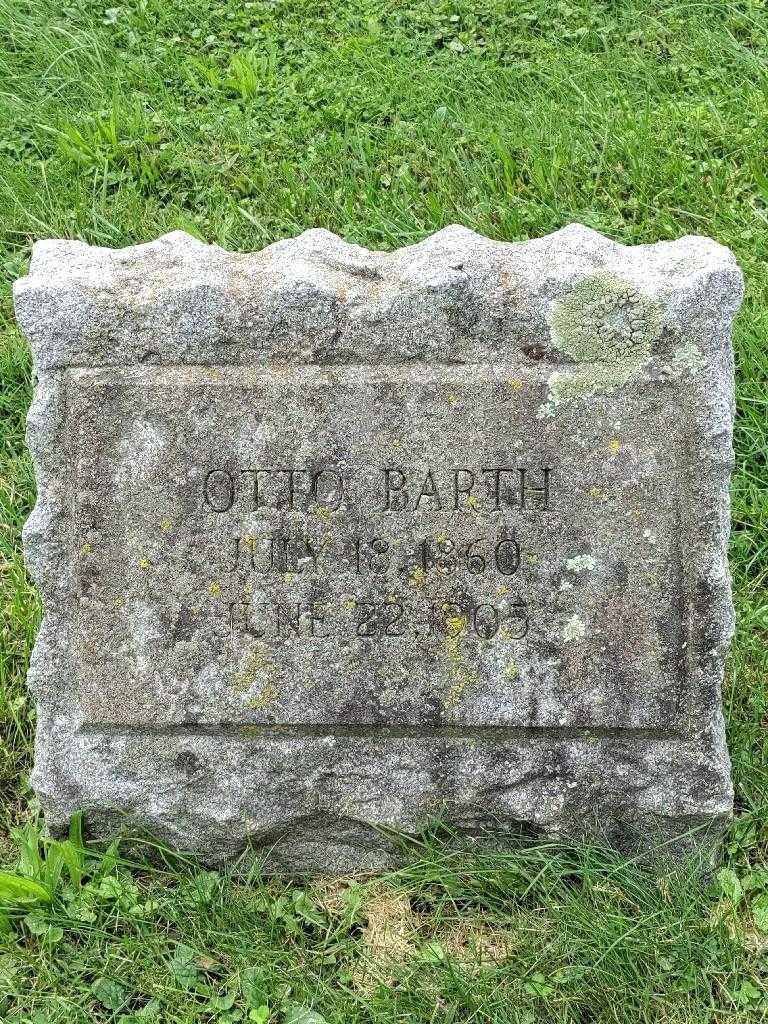 OTTO BARTH
JULY 18, 1860
JUNE 22, 1905